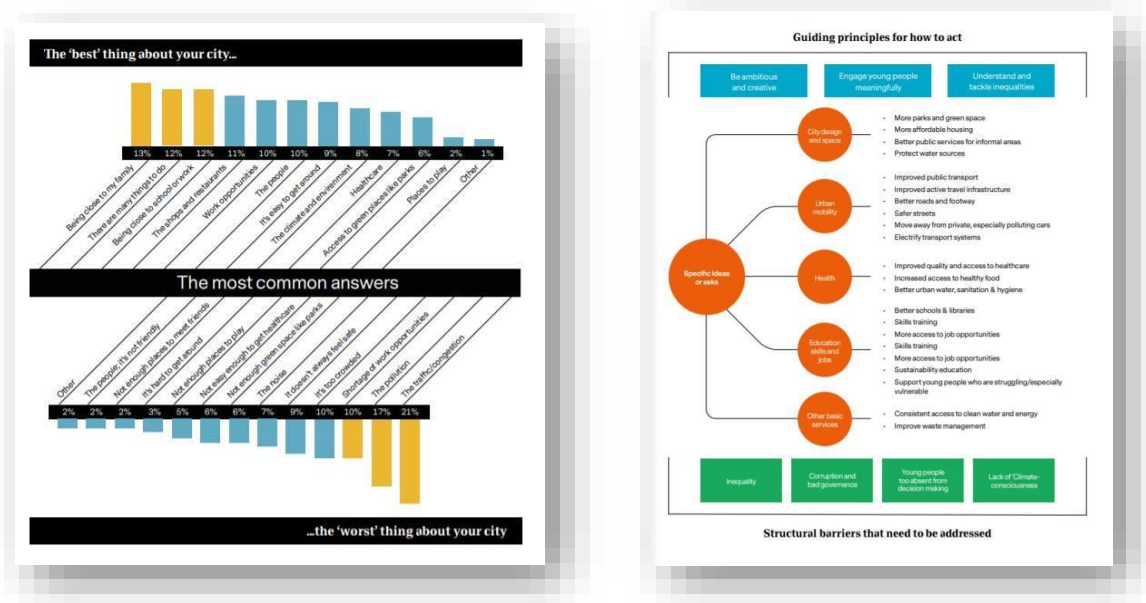 The ‘best’ thing about your city...
13% 12% 12% 11% 10% 10% 9% 8% 7% 6% 2% 1%
Being close to my family
There are many things to do
Being close to school or work
The shops and restaurants
Work opportunities
The people
It's easy to get around
The climate and environment
Healthcare
Access to green places like parks
Places to play
Other
The most common answers
Other
The people; it's not friendly
Not enough places to meet friends
It's hard to get around
Not enough places to play
Not easy enough to get healthcare
Not enough green space like parks
The noise
It doesn't always feel safe
It's too crowded
Shortage of work opportunities
The pollution
The traffic/congestion
2% 2% 2% 3% 5% 6% 6% 7% 9% 10% 10% 17% 21%
...the ‘worst’ thing about your city
Guiding principles for how to act
Be ambitious
and creative
Engage young people
meaningfully
Understand and
tackle inequalities
Specific ideas
or asks
City design
and space
• More parks and green space
• More affordable housing
• Better public services for informal areas
• Protect water sources
Urban
mobility
• Improved public transport
• Improved active travel infrastructure
• Better roads and footway
• Safer streets
• Move away from private, especially polluting cars
• Electrify transport systems
Health
• Improved quality and access to healthcare
• Increased access to healthy food
• Better urban water, sanitation & hygiene
Education
skills and
jobs
• Better schools & libraries
• Skills training
• More access to job opportunities
• Skills training
• More access to job opportunities
• Sustainability education
• Support young people who are struggling/especially
vulnerable
Other basic
services
• Consistent access to clean water and energy
• Improve waste management
Inequality
Corruption and
bad governance
Young people
too absent from
decision making
Lack of 'Climate-
consciousness
Structural barriers that need to be addressed